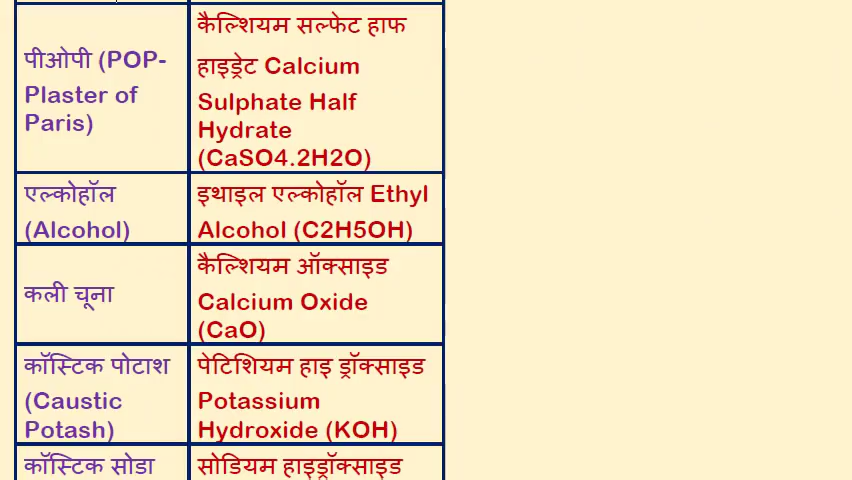 पीओपी (POP-
Plaster of
Paris)
कैल्शियम सल्फेट हाफ
हाइड्रेट Calcium
Sulphate Half
Hydrate
(CaSO4.2H2O)
एल्कोहॉल
(Alcohol)
इथाइल एल्कोहॉल Ethyl
Alcohol (C2H5OH)
कली चूना
कैल्शियम ऑक्साइड
Calcium Oxide
(CaO)
कॉस्टिक पोटाश
(Caustic
Potash)
पेटिशियम हाइ ड्रॉक्साइड
Potassium
Hydroxide (KOH)
कॉस्टिक सोडा
सोडियम हाइड्रॉक्साइड